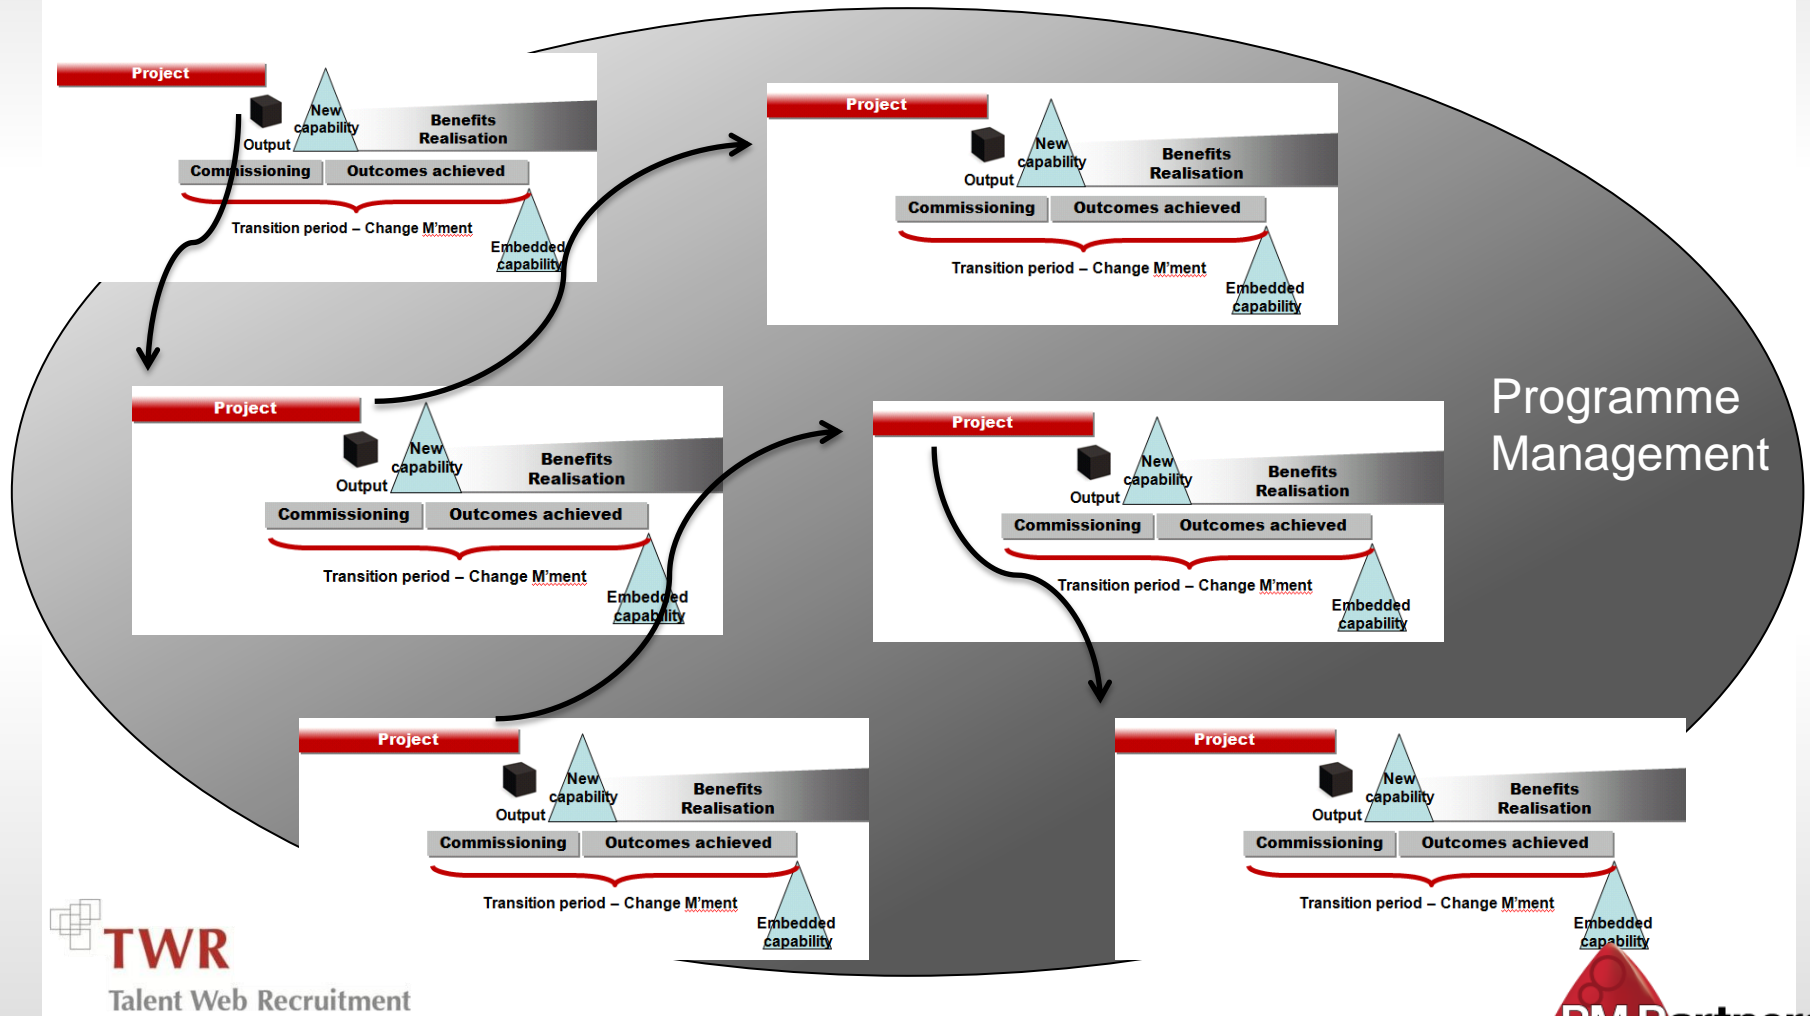 Project
New
capability
Output
Benefits
Realisation
Commissioning
Outcomes achieved
Transition period – Change M'ment
Embedded
capability
Project
New
capability
Output
Benefits
Realisation
Commissioning
Outcomes achieved
Transition period – Change M'ment
Embedded
capability
Project
New
capability
Output
Benefits
Realisation
Commissioning
Outcomes achieved
Transition period – Change M'ment
Embedded
capability
Project
New
capability
Output
Benefits
Realisation
Commissioning
Outcomes achieved
Transition period – Change M'ment
Embedded
capability
Programme
Management
Project
New
capability
Output
Benefits
Realisation
Commissioning
Outcomes achieved
Transition period – Change M'ment
Embedded
capability
Project
New
capability
Output
Benefits
Realisation
Commissioning
Outcomes achieved
Transition period – Change M'ment
Embedded
capability
TWR
Talent Web Recruitment